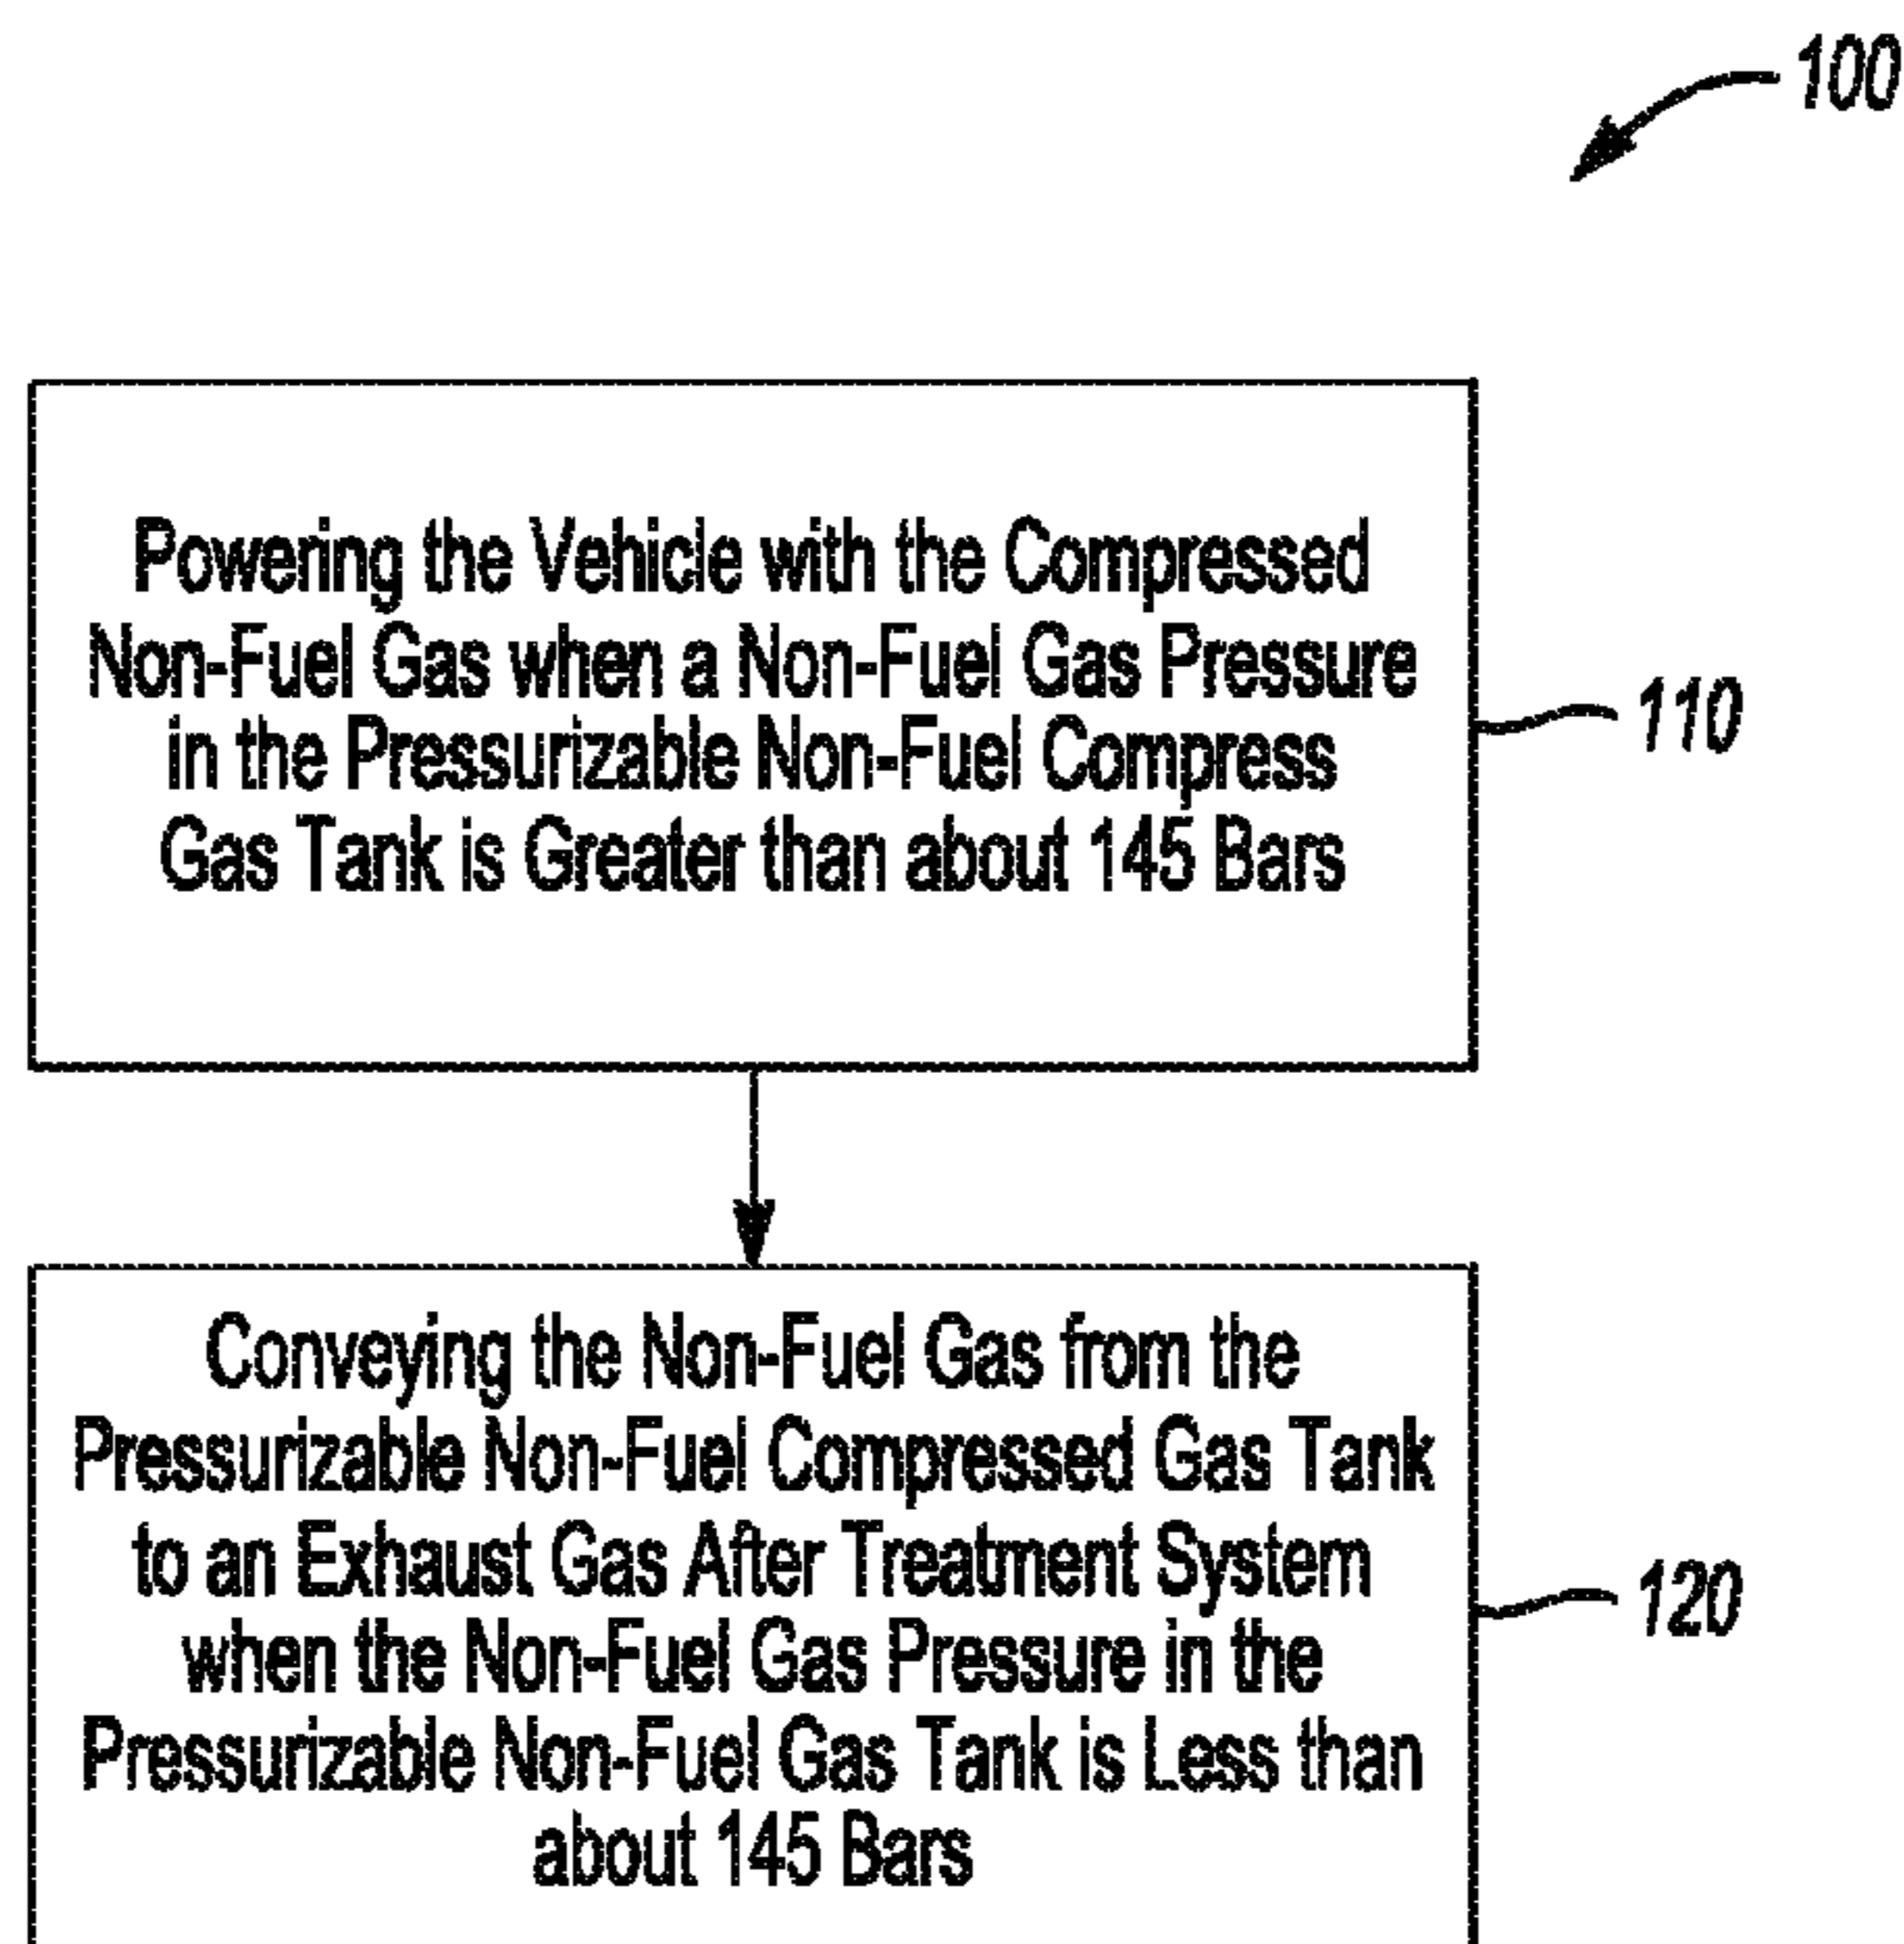 100
Powering the Vehicle with the Compressed
Non-Fuel Gas when a Non-Fuel Gas Pressure
in the Pressurizable Non-Fuel Compress
Gas Tank is Greater than about 145 Bars
110
Conveying the Non-Fuel Gas from the
Pressurizable Non-Fuel Compressed Gas Tank
to an Exhaust Gas After Treatment System
when the Non-Fuel Gas Pressure in the
Pressurizable Non-Fuel Gas Tank is Less than
about 145 Bars
120